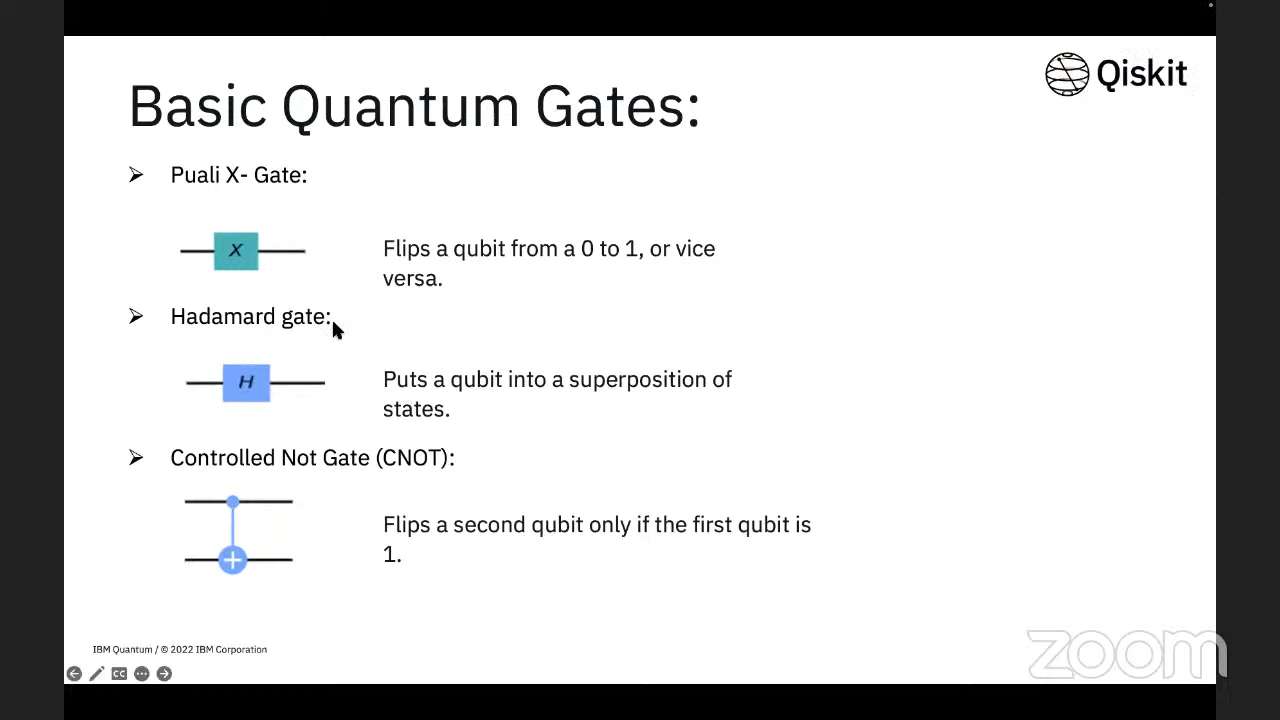 Qiskit
Basic Quantum Gates:
Puali X- Gate:
X
Flips a qubit from a 0 to 1, or vice
versa.
Hadamard gate:
H
Puts a qubit into a superposition of
states.
Controlled Not Gate (CNOT):
Flips a second qubit only if the first qubit is
1.
IBM Quantum / © 2022 IBM Corporation
CC
zoom